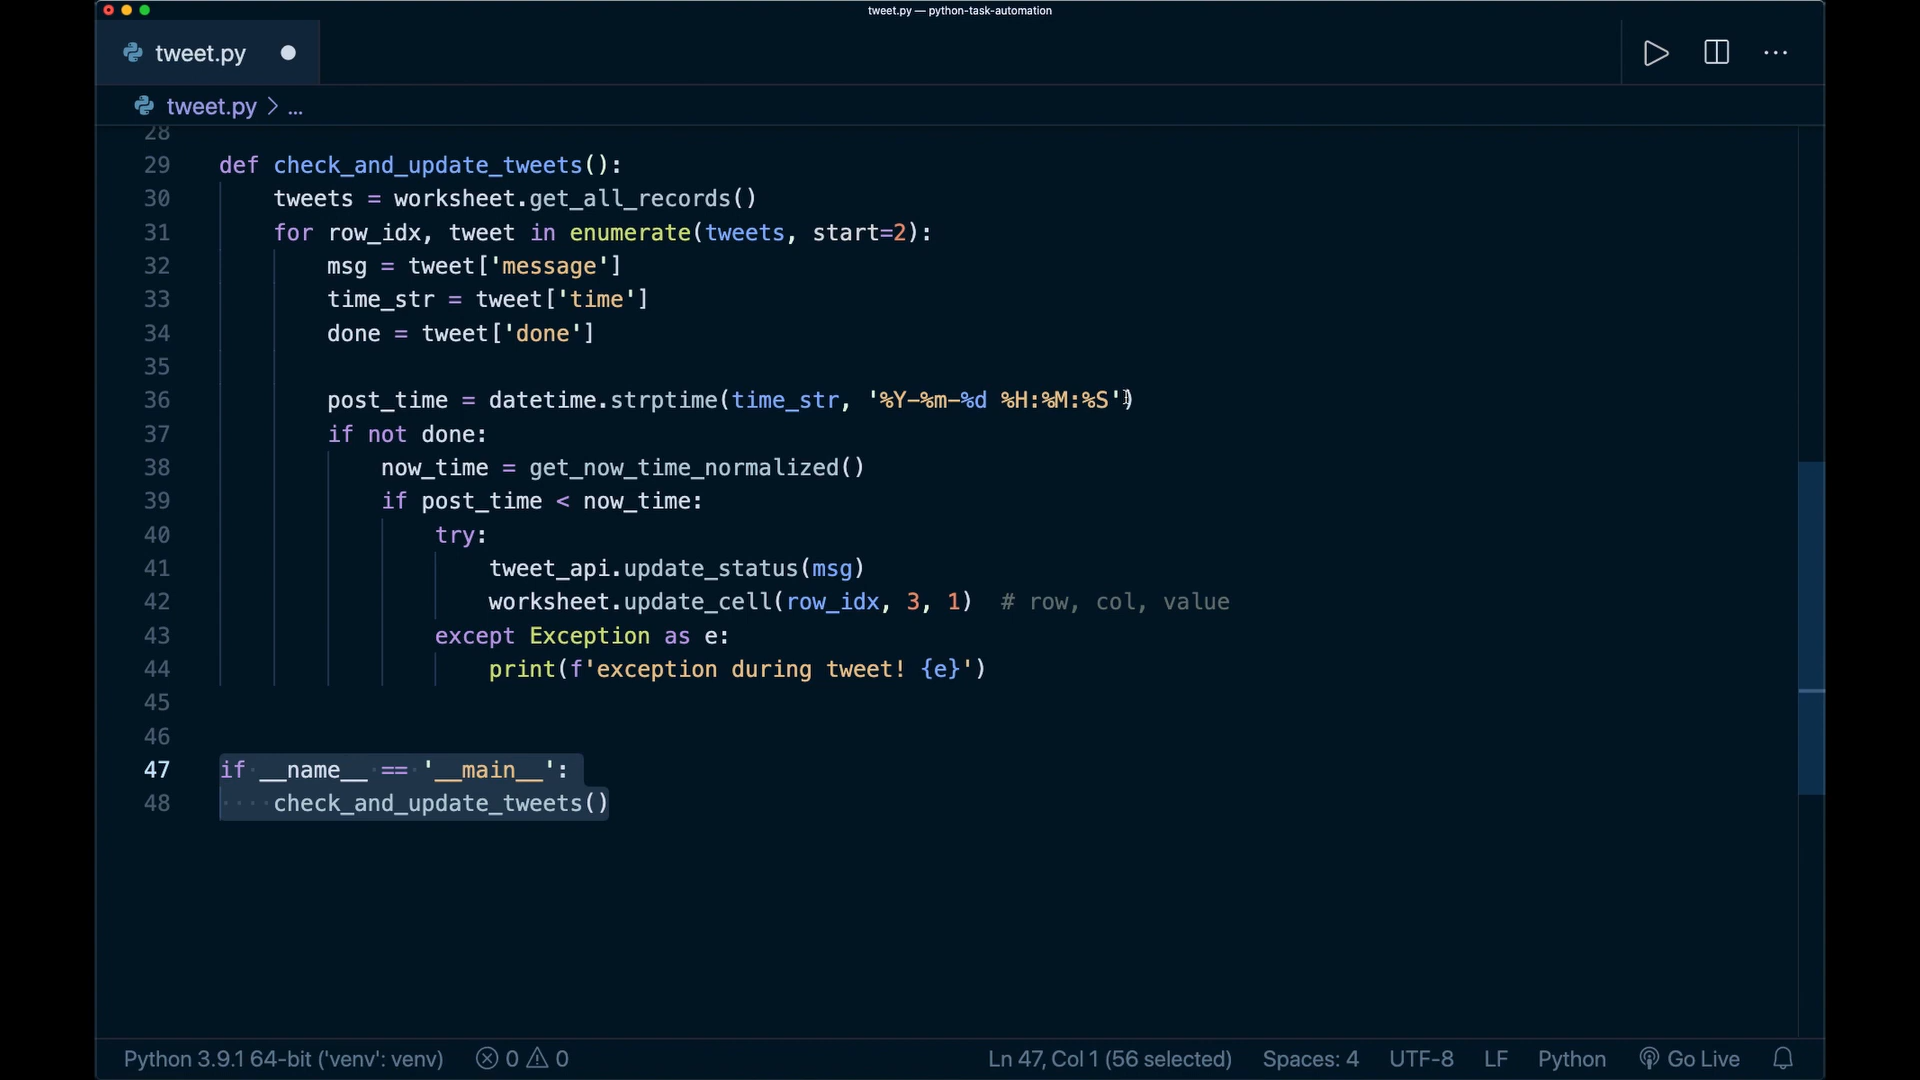 tweet.py — python-task-automation
tweet.py
tweet.py > ...
28
29 def check_and_update_tweets():
30     tweets = worksheet.get_all_records()
31     for row_idx, tweet in enumerate(tweets, start=2):
32         msg = tweet['message']
33         time_str = tweet['time']
34         done = tweet['done']
35
36         post_time = datetime.strptime(time_str, '%Y-%m-%d %H:%M:%S')
37         if not done:
38             now_time = get_now_time_normalized()
39             if post_time < now_time:
40                 try:
41                     tweet_api.update_status(msg)
42                     worksheet.update_cell(row_idx, 3, 1)  # row, col, value
43                 except Exception as e:
44                     print(f'exception during tweet! {e}')
45
46
47 if __name__ == '__main__':
48     check_and_update_tweets()
Python 3.9.1 64-bit ('venv': venv) 0 0 Ln 47, Col 1 (56 selected) Spaces: 4 UTF-8 LF Python Go Live